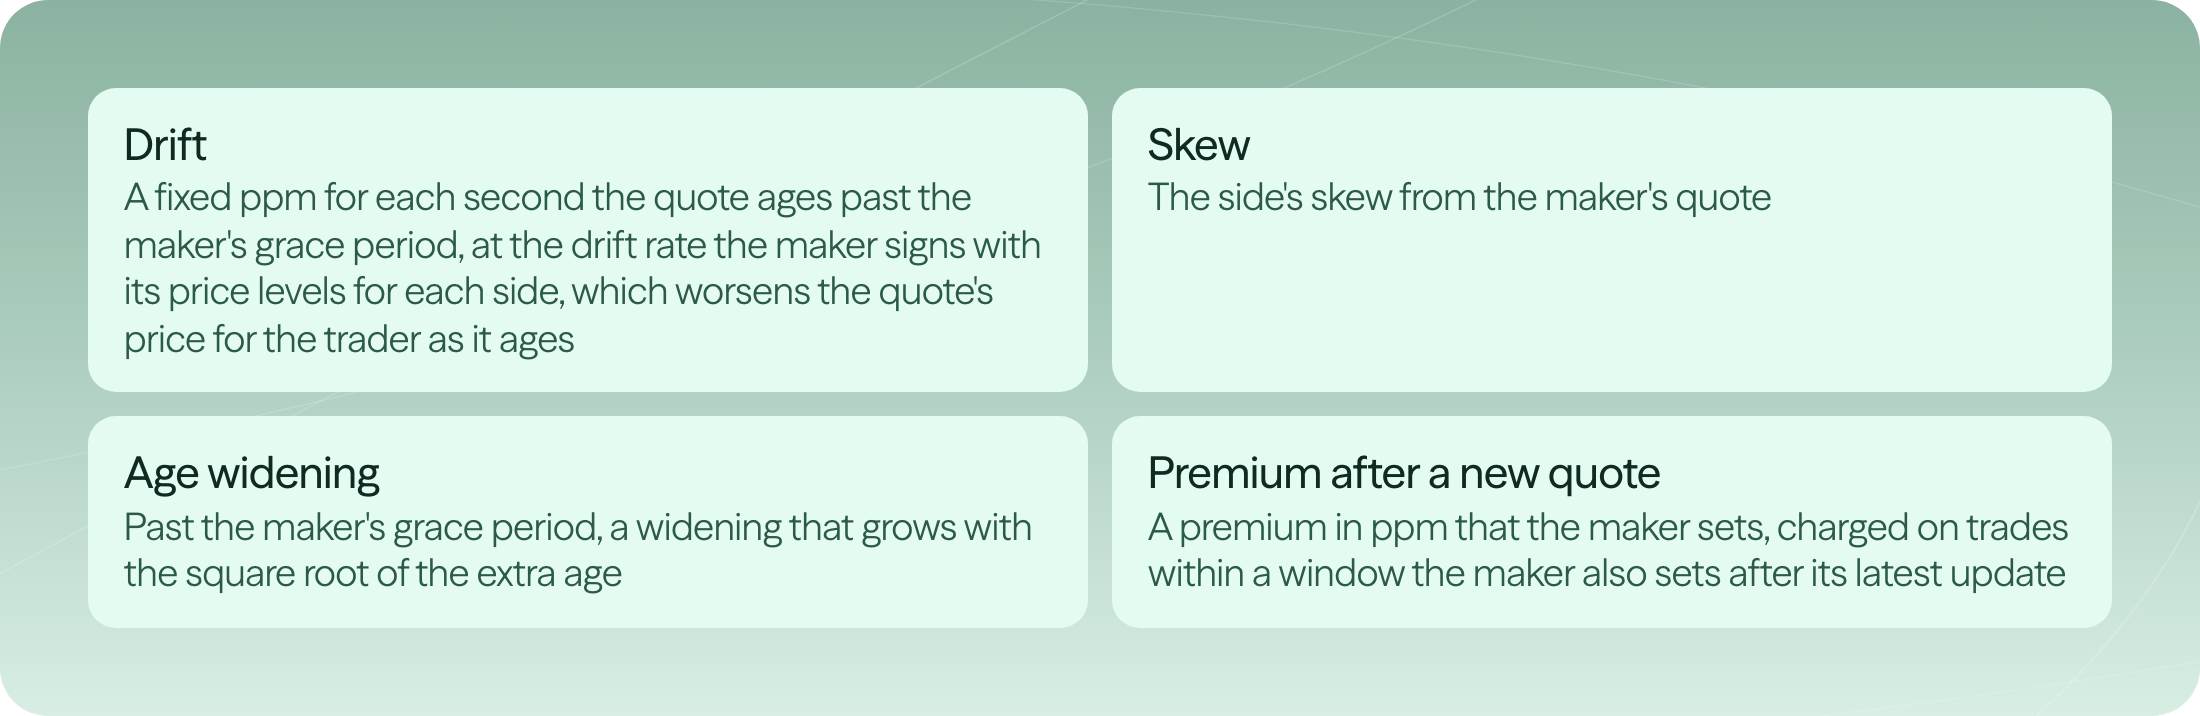 Drift
A fixed ppm for each second the quote ages past the
maker's grace period, at the drift rate the maker signs with
its price levels for each side, which worsens the quote's
price for the trader as it ages
Skew
The side's skew from the maker's quote
Age widening
Past the maker's grace period, a widening that grows with
the square root of the extra age
Premium after a new quote
A premium in ppm that the maker sets, charged on trades
within a window the maker also sets after its latest update